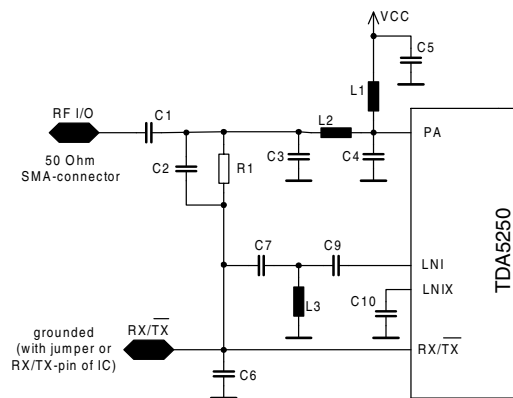 VCC
C5
L1
RF I/O
C1
L2
PA
50 Ohm
SMA-connector
C2
R1
C3
C4
TDA5250
C7
C9
LNI
LNIX
L3
C10
grounded
(with jumper or
RX/TX-pin of IC)
RX/TX
RX/TX
C6